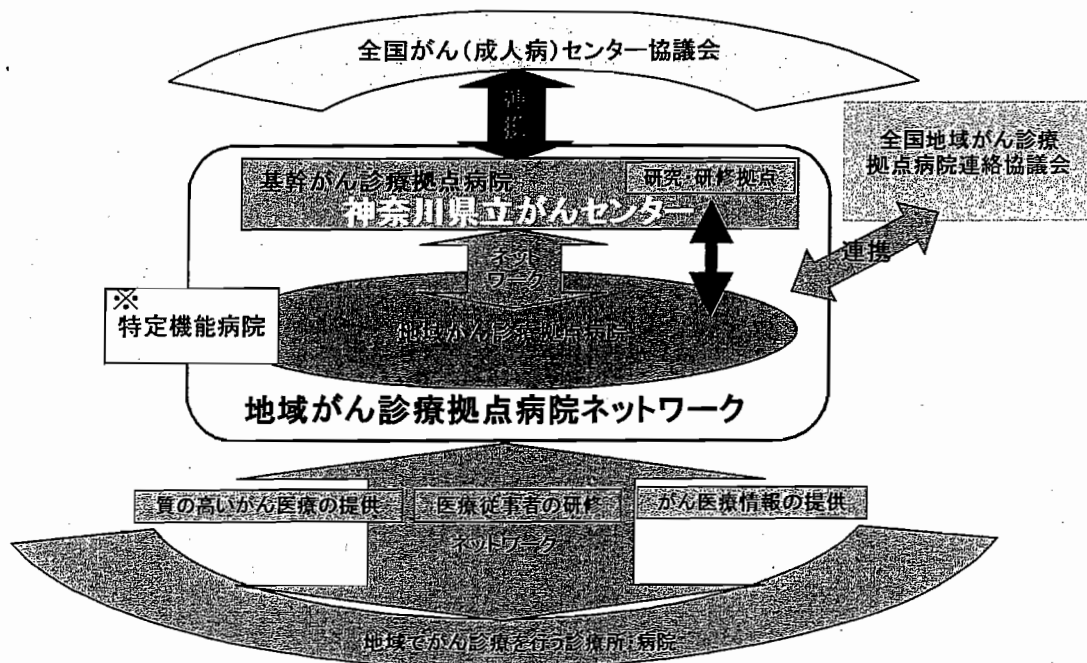 全国がん(成人病)センター協議会
連携
全国地域がん診療
拠点病院連絡協議会
基幹がん診療拠点病院
研究・研修拠点
神奈川県立がんセンター
ネット
ワーク
連携
※
特定機能病院
地域がん診療拠点病院
地域がん診療拠点病院ネットワーク
質の高いがん医療の提供
医療従事者の研修
がん医療情報の提供
ネットワーク
地域でがん診療を行う診療所、病院